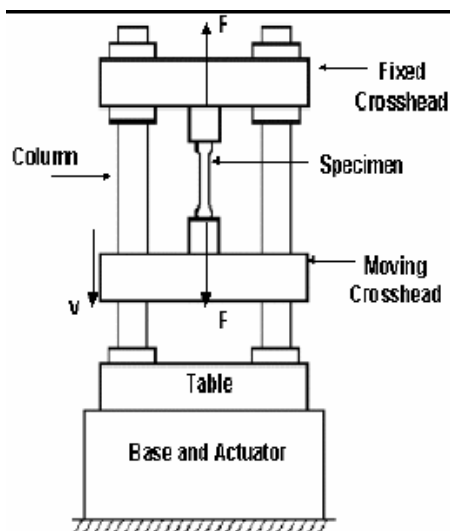 F
Fixed
Crosshead
Column
Specimen
Moving
Crosshead
v
F
Table
Base and Actuator